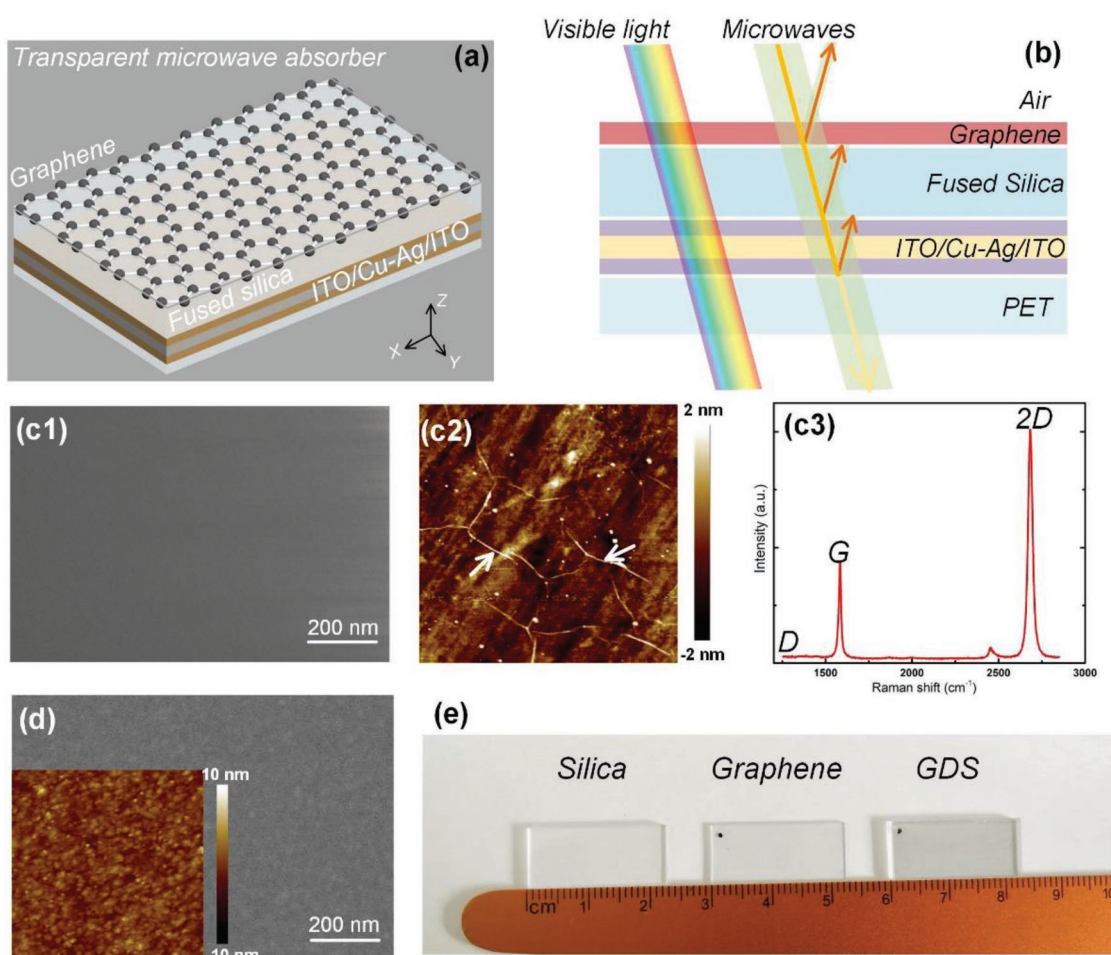 Transparent microwave absorber
(a)
Graphene
Fused silica
ITO/Cu-Ag/ITO
Z
X
Y
Visible light
Microwaves
(b)
Air
Graphene
Fused Silica
ITO/Cu-Ag/ITO
PET
(c1)
200 nm
(c2)
2 nm
-2 nm
(c3)
2D
G
D
Intensity (a.u.)
1500 2000 2500 3000
Raman shift (cm⁻¹)
(d)
10 nm
-10 nm
200 nm
(e)
Silica Graphene GDS
cm 1 2 3 4 5 6 7 8 9 10